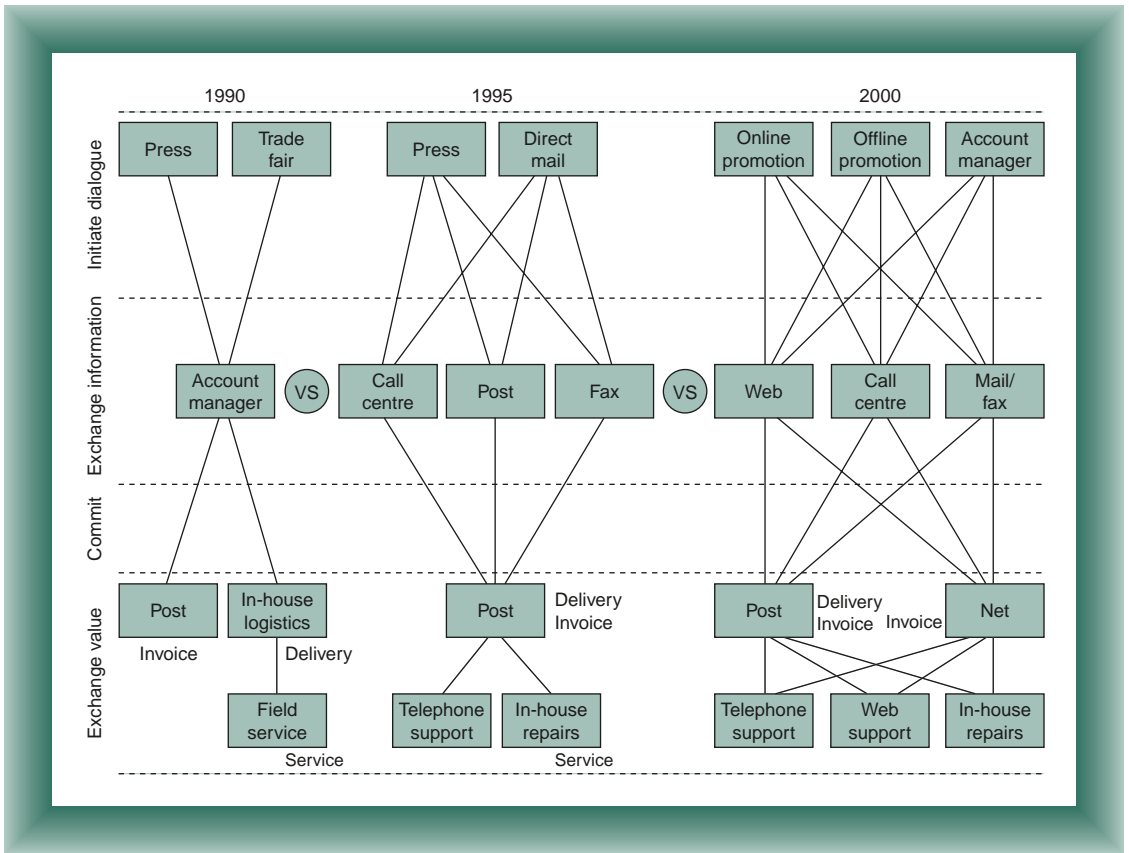 1990
1995
2000
Initiate dialogue
Press
Trade
fair
Press
Direct
mail
Online
promotion
Offline
promotion
Account
manager
Exchange information
Account
manager
VS
Call
centre
Post
Fax
VS
Web
Call
centre
Mail/
fax
Commit
Exchange value
Post
Invoice
In-house
logistics
Delivery
Post
Delivery
Invoice
Post
Delivery
Invoice
Invoice
Net
Field
service
Service
Telephone
support
In-house
repairs
Service
Telephone
support
Web
support
In-house
repairs